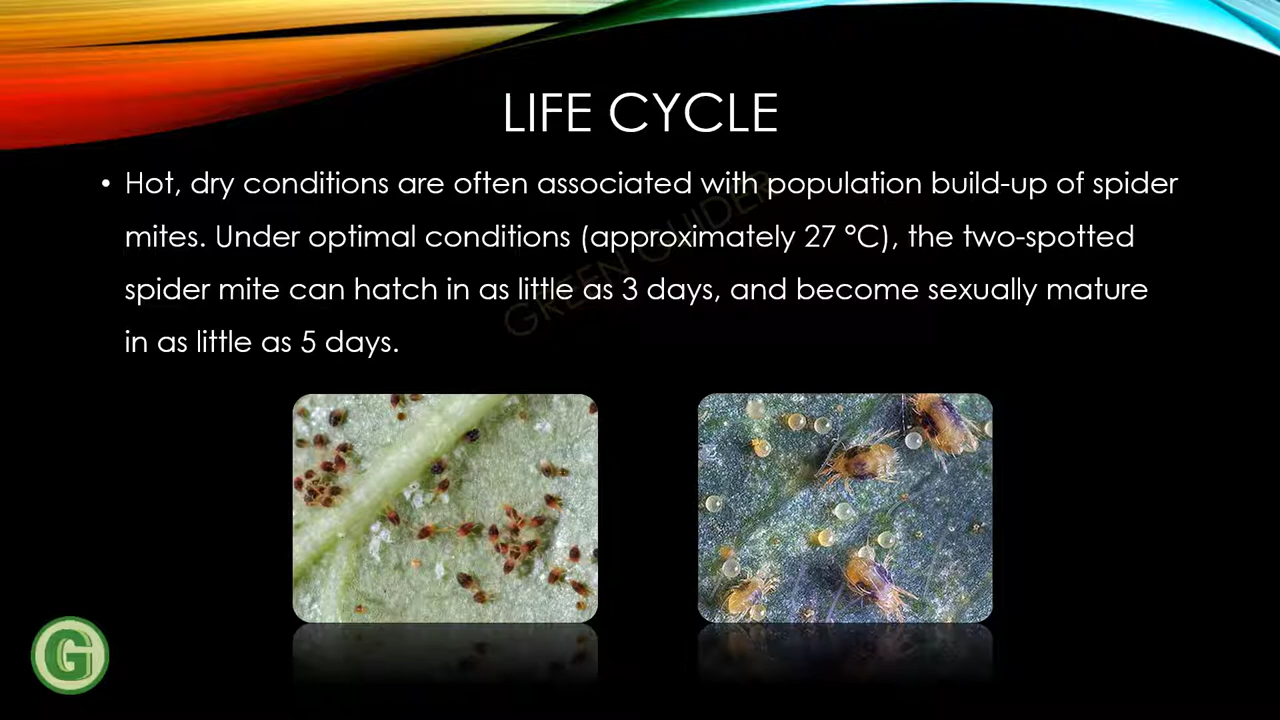 LIFE CYCLE
• Hot, dry conditions are often associated with population build-up of spider
mites. Under optimal conditions (approximately 27 °C), the two-spotted
spider mite can hatch in as little as 3 days, and become sexually mature
in as little as 5 days.
GREEN GUIDER
G